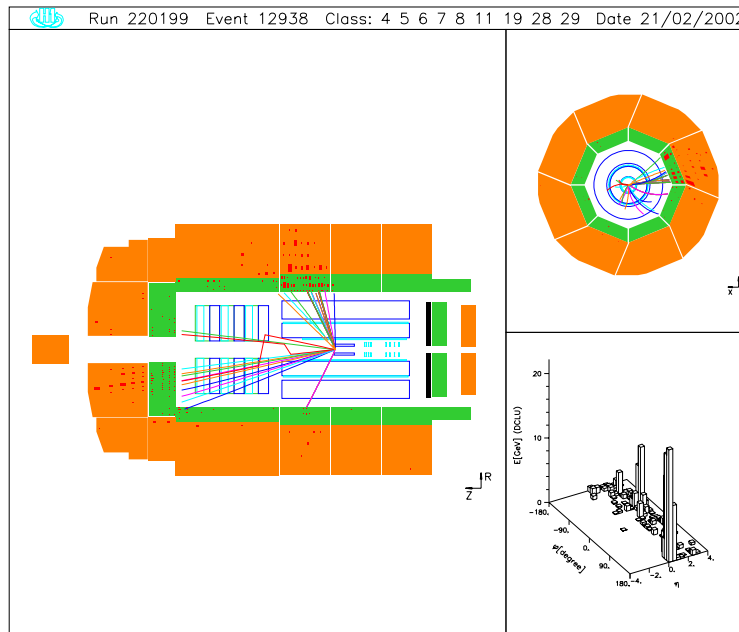 Run 220199 Event 12938 Class: 4 5 6 7 8 11 19 28 29 Date 21/02/2002
R
Z
x
E[GeV] (DCLU)
20
10
0
-180.
-90.
0.
90.
180.
φ[degree]
-4.
-2.
0.
2.
4.
η